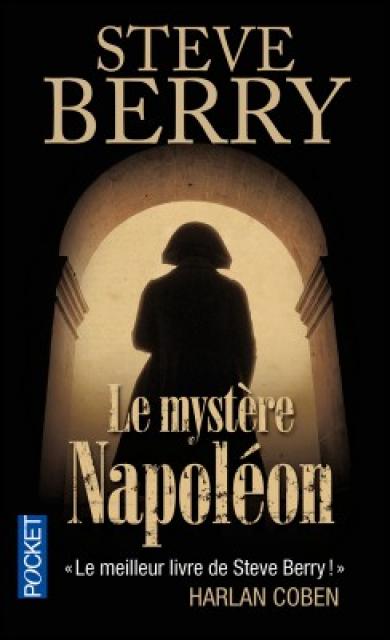 STEVE
BERRY
Le mystère
Napoléon
POCKET
« Le meilleur livre de Steve Berry ! »
HARLAN COBEN